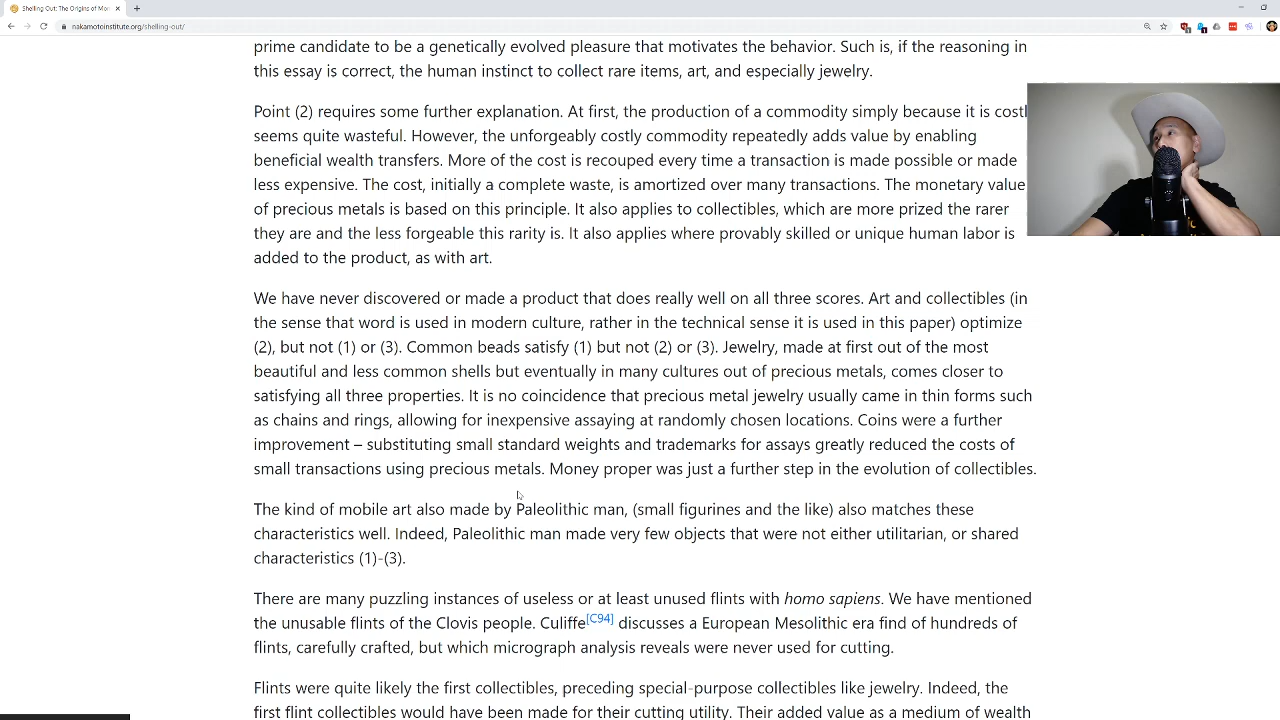 Shelling Out: The Origins of Mon
nakamotoinstitute.org/shelling-out/
prime candidate to be a genetically evolved pleasure that motivates the behavior. Such is, if the reasoning in
this essay is correct, the human instinct to collect rare items, art, and especially jewelry.
Point (2) requires some further explanation. At first, the production of a commodity simply because it is costl
seems quite wasteful. However, the unforgeably costly commodity repeatedly adds value by enabling
beneficial wealth transfers. More of the cost is recouped every time a transaction is made possible or made
less expensive. The cost, initially a complete waste, is amortized over many transactions. The monetary value
of precious metals is based on this principle. It also applies to collectibles, which are more prized the rarer
they are and the less forgeable this rarity is. It also applies where provably skilled or unique human labor is
added to the product, as with art.
We have never discovered or made a product that does really well on all three scores. Art and collectibles (in
the sense that word is used in modern culture, rather in the technical sense it is used in this paper) optimize
(2), but not (1) or (3). Common beads satisfy (1) but not (2) or (3). Jewelry, made at first out of the most
beautiful and less common shells but eventually in many cultures out of precious metals, comes closer to
satisfying all three properties. It is no coincidence that precious metal jewelry usually came in thin forms such
as chains and rings, allowing for inexpensive assaying at randomly chosen locations. Coins were a further
improvement – substituting small standard weights and trademarks for assays greatly reduced the costs of
small transactions using precious metals. Money proper was just a further step in the evolution of collectibles.
The kind of mobile art also made by Paleolithic man, (small figurines and the like) also matches these
characteristics well. Indeed, Paleolithic man made very few objects that were not either utilitarian, or shared
characteristics (1)-(3).
There are many puzzling instances of useless or at least unused flints with homo sapiens. We have mentioned
the unusable flints of the Clovis people. Culiffe[C94] discusses a European Mesolithic era find of hundreds of
flints, carefully crafted, but which micrograph analysis reveals were never used for cutting.
Flints were quite likely the first collectibles, preceding special-purpose collectibles like jewelry. Indeed, the
first flint collectibles would have been made for their cutting utility. Their added value as a medium of wealth